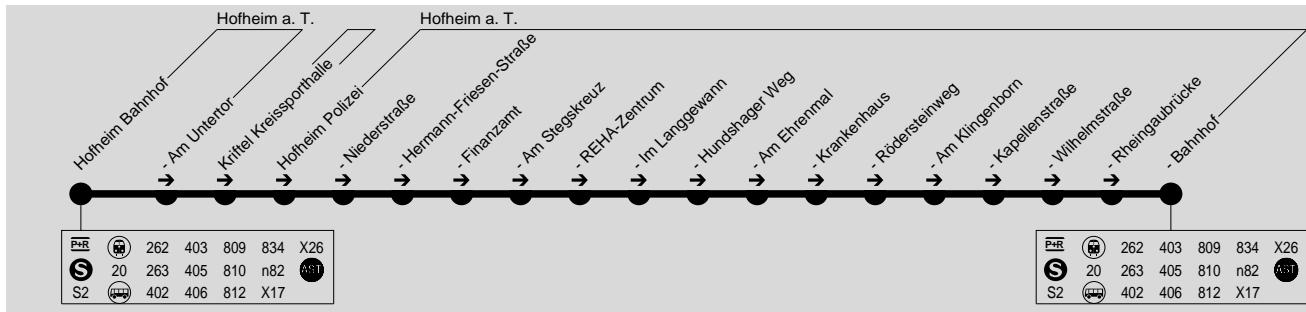 Hofheim a. T.
Hofheim a. T.
Hofheim Bahnhof
- Am Untertor
Kriftel Kreissporthalle
Hofheim Polizei
- Niederstraße
- Hermann-Friesen-Straße
- Finanzamt
- Am Stegskreuz
- REHA-Zentrum
- Im Langgewann
- Hundshager Weg
- Am Ehrenmal
- Krankenhaus
- Rödersteinweg
- Am Klingenborn
- Kapellenstraße
- Wilhelmstraße
- Rheingaubrücke
- Bahnhof
P+R 262 403 809 834 X26
S 20 263 405 810 n82 AST
S2 402 406 812 X17
P+R 262 403 809 834 X26
S 20 263 405 810 n82 AST
S2 402 406 812 X17